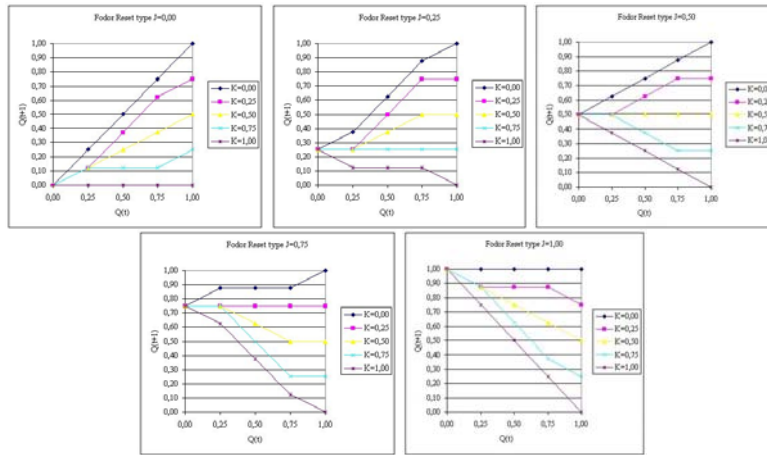 Fodor Reset type J=0,00
1,00
0,90
0,80
0,70
0,60
0,50
0,40
0,30
0,20
0,10
0,00
Q(t+1)
0,00 0,25 0,50 0,75 1,00
Q(t)
K=0,00
K=0,25
K=0,50
K=0,75
K=1,00
Fodor Reset type J=0,25
1,00
0,90
0,80
0,70
0,60
0,50
0,40
0,30
0,20
0,10
0,00
Q(t+1)
0,00 0,25 0,50 0,75 1,00
Q(t)
K=0,00
K=0,25
K=0,50
K=0,75
K=1,00
Fodor Reset type J=0,50
1,00
0,90
0,80
0,70
0,60
0,50
0,40
0,30
0,20
0,10
0,00
Q(t+1)
0,00 0,25 0,50 0,75 1,00
Q(t)
K=0,0
K=0,2
K=0,5
K=0,7
K=1,0
Fodor Reset type J=0,75
1,00
0,90
0,80
0,70
0,60
0,50
0,40
0,30
0,20
0,10
0,00
Q(t+1)
0,00 0,25 0,50 0,75 1,00
Q(t)
K=0,00
K=0,25
K=0,50
K=0,75
K=1,00
Fodor Reset type J=1,00
1,00
0,90
0,80
0,70
0,60
0,50
0,40
0,30
0,20
0,10
0,00
Q(t+1)
0,00 0,25 0,50 0,75 1,00
Q(t)
K=0,00
K=0,25
K=0,50
K=0,75
K=1,00